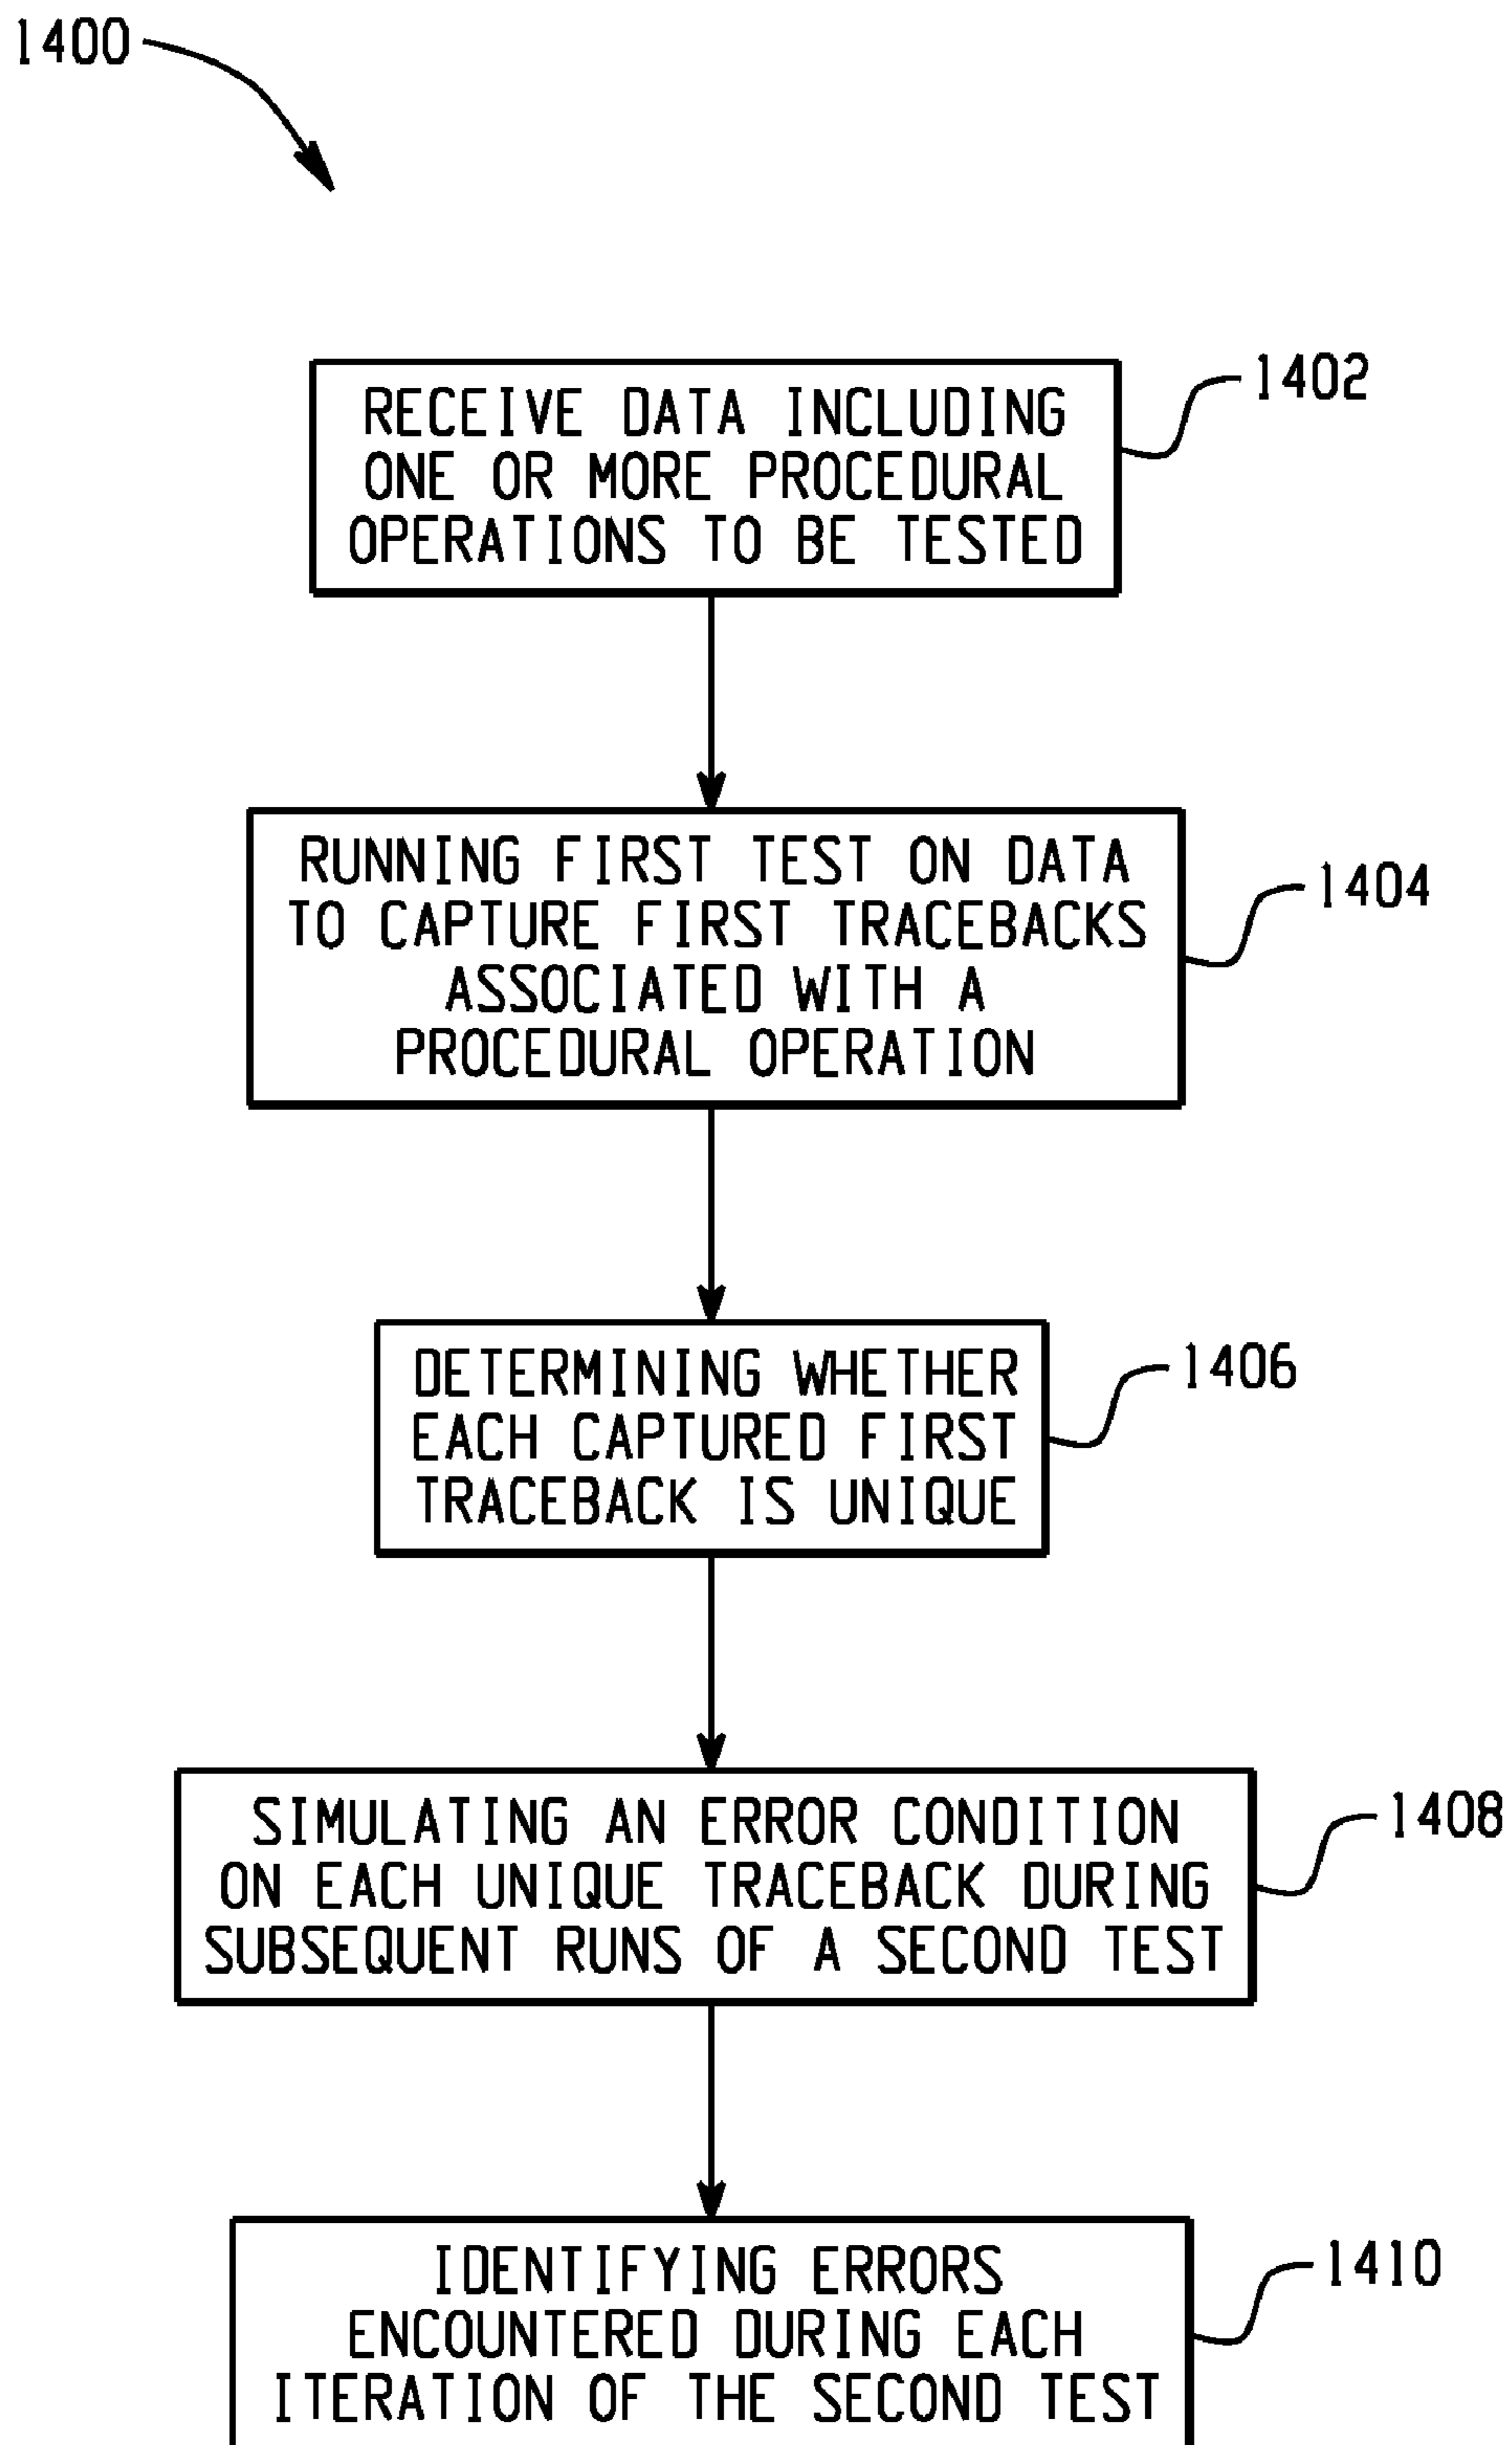 1400
RECEIVE DATA INCLUDING
ONE OR MORE PROCEDURAL
OPERATIONS TO BE TESTED
1402
RUNNING FIRST TEST ON DATA
TO CAPTURE FIRST TRACEBACKS
ASSOCIATED WITH A
PROCEDURAL OPERATION
1404
DETERMINING WHETHER
EACH CAPTURED FIRST
TRACEBACK IS UNIQUE
1406
SIMULATING AN ERROR CONDITION
ON EACH UNIQUE TRACEBACK DURING
SUBSEQUENT RUNS OF A SECOND TEST
1408
IDENTIFYING ERRORS
ENCOUNTERED DURING EACH
ITERATION OF THE SECOND TEST
1410